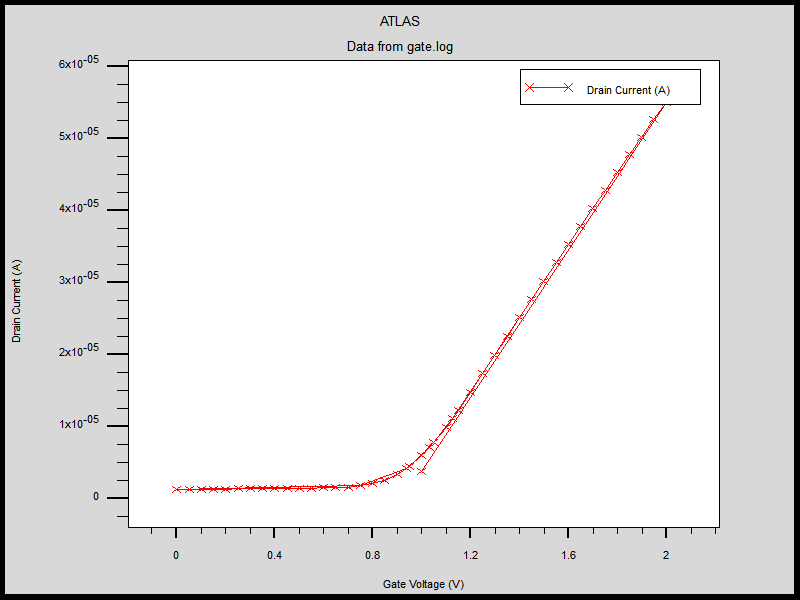 ATLAS
Data from gate.log
6x10-05
Drain Current (A)
5x10-05
4x10-05
3x10-05
2x10-05
1x10-05
0
Drain Current (A)
0 0.4 0.8 1.2 1.6 2
Gate Voltage (V)